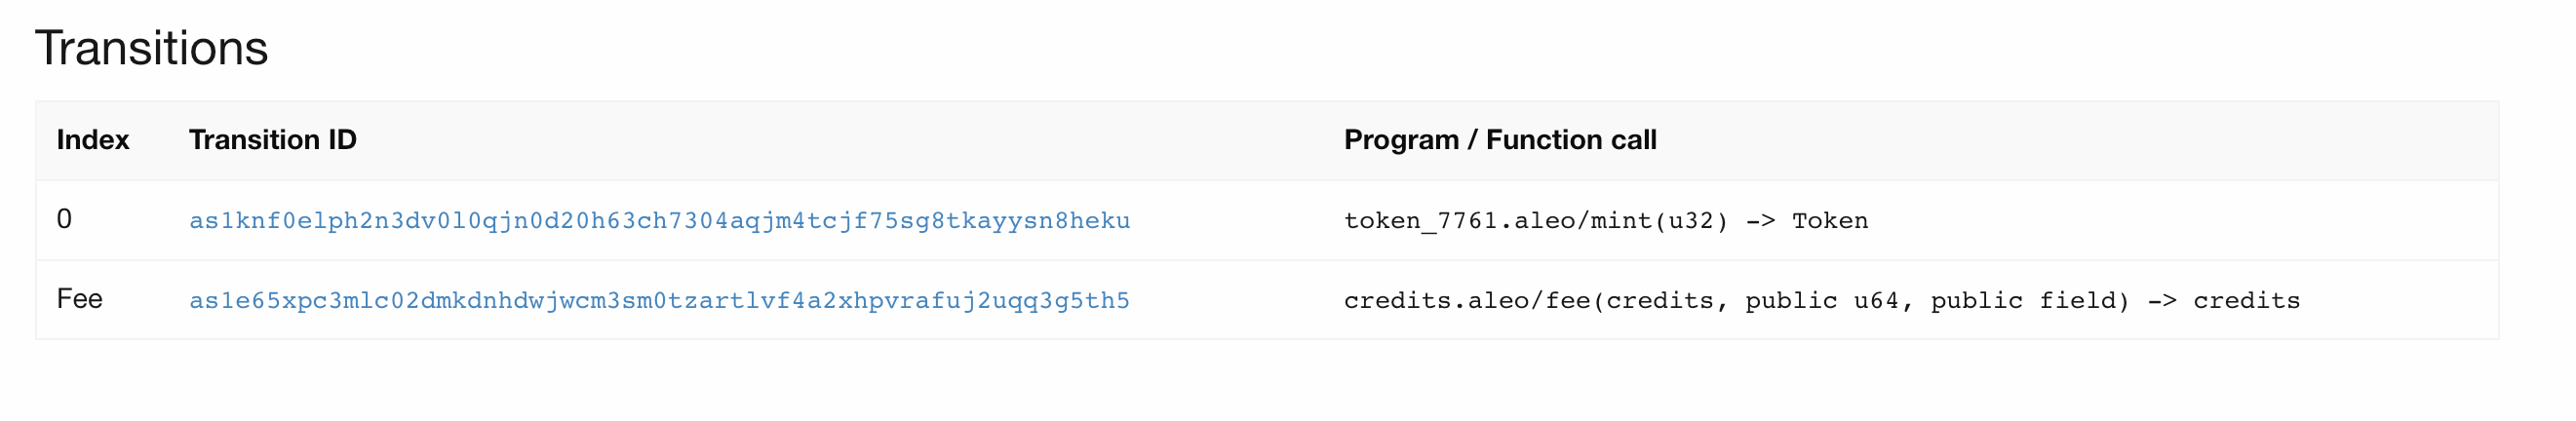 Transitions
Index Transition ID Program / Function call
0 as1knf0elph2n3dv0l0qjn0d20h63ch7304aqjm4tcjf75sg8tkayysn8heku token_7761.aleo/mint(u32) -> Token
Fee as1e65xpc3mlc02dmkdnhdwjwcm3sm0tzartlvf4a2xhpvrafuj2uqq3g5th5 credits.aleo/fee(credits, public u64, public field) -> credits